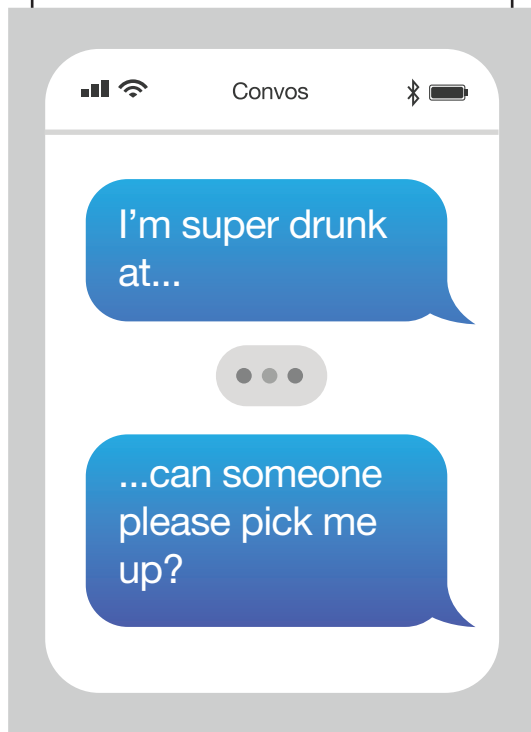 Convos
I’m super drunk
at...
...can someone
please pick me
up?